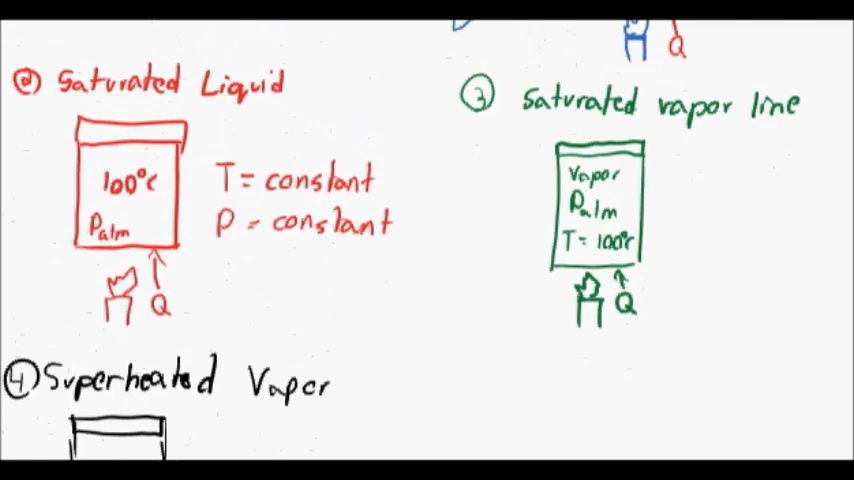 Q
② Saturated Liquid
100°C
Patm
T = constant
P = constant
Q
③ Saturated vapor line
Vapor
Patm
T = 100°C
Q
④ Superheated Vapor